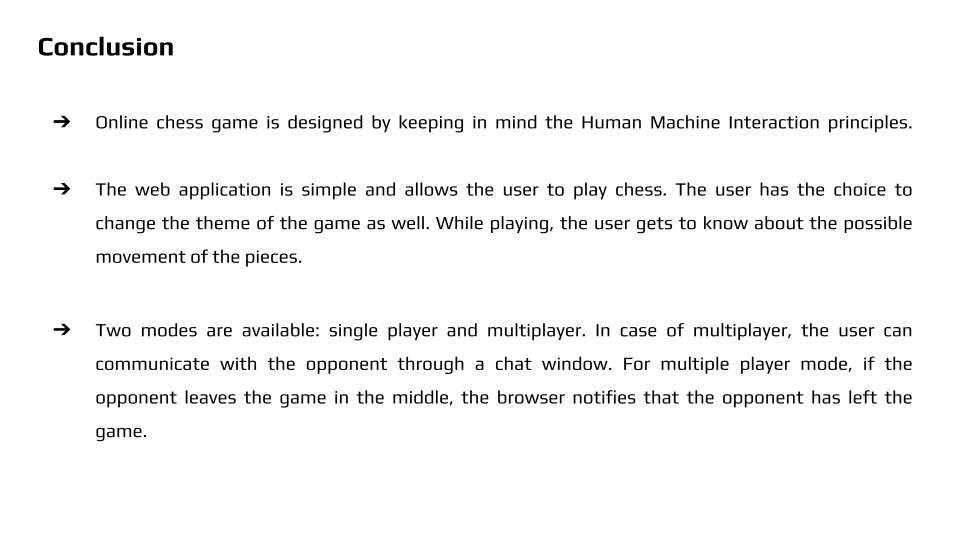 Conclusion
➔ Online chess game is designed by keeping in mind the Human Machine Interaction principles.
➔ The web application is simple and allows the user to play chess. The user has the choice to
change the theme of the game as well. While playing, the user gets to know about the possible
movement of the pieces.
➔ Two modes are available: single player and multiplayer. In case of multiplayer, the user can
communicate with the opponent through a chat window. For multiple player mode, if the
opponent leaves the game in the middle, the browser notifies that the opponent has left the
game.